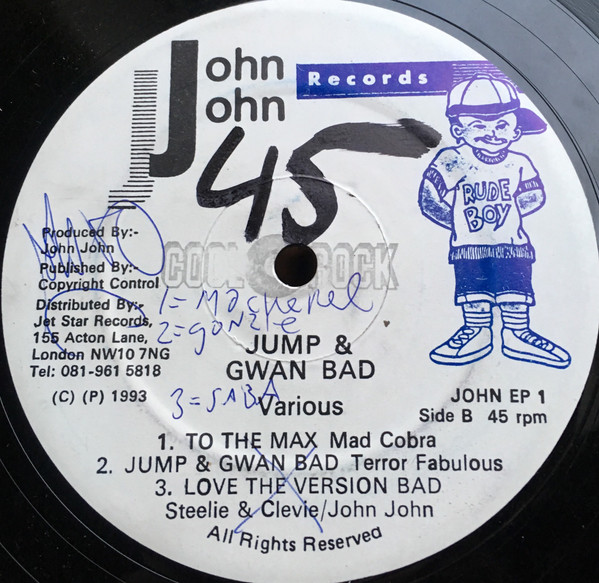 John John Records
45
RUDE BOY
Produced By:-
John John
Published By:-
Copyright Control
Distributed By:-
Jet Star Records,
155 Acton Lane,
London NW10 7NG
Tel: 081-961 5818
(C) (P) 1993
COOL ROCK
2=gonzie
3=SABA
JUMP &
GWAN BAD
Various
JOHN EP 1
Side B 45 rpm
1. TO THE MAX Mad Cobra
2. JUMP & GWAN BAD Terror Fabulous
3. LOVE THE VERSION BAD
Steelie & Clevie/John John
All Rights Reserved